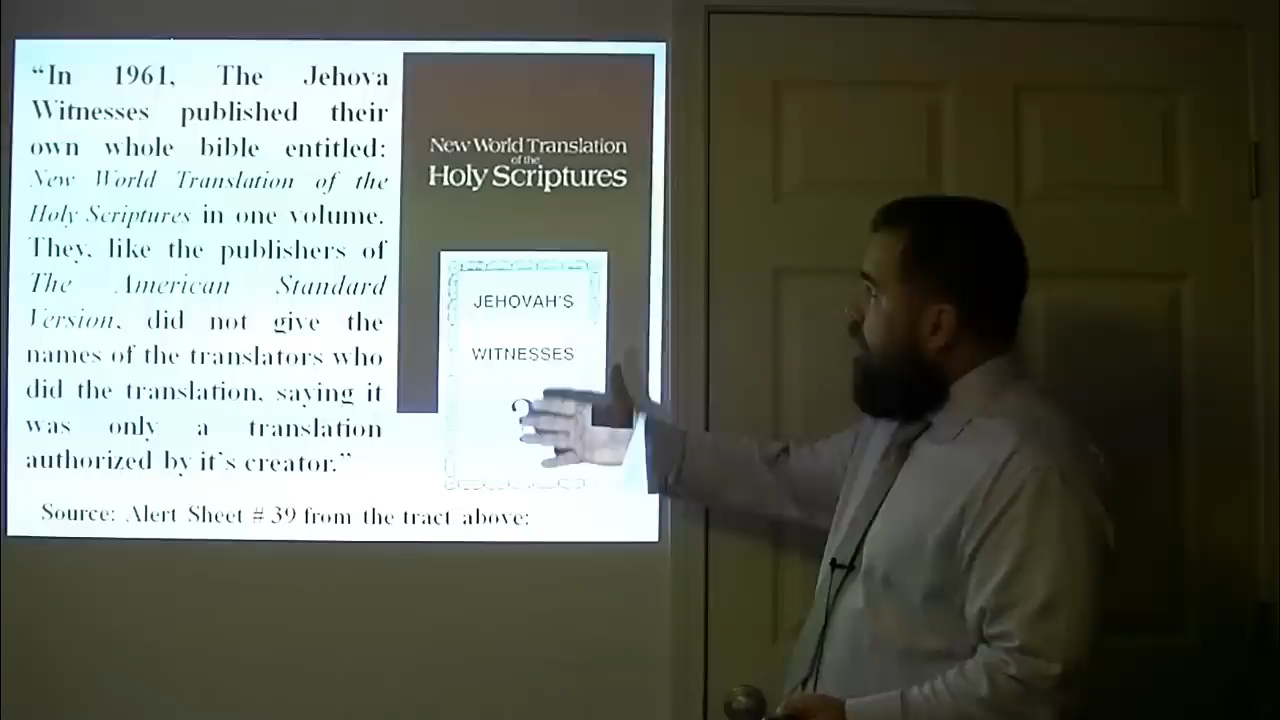 “In 1961, The Jehova
Witnesses published their
own whole bible entitled:
New World Translation of the
Holy Scriptures in one volume.
They, like the publishers of
The American Standard
Version, did not give the
names of the translators who
did the translation, saying it
was only a translation
authorized by it's creator.”
Source: Alert Sheet # 39 from the tract above:
New World Translation
of the
Holy Scriptures
JEHOVAH'S
WITNESSES
?